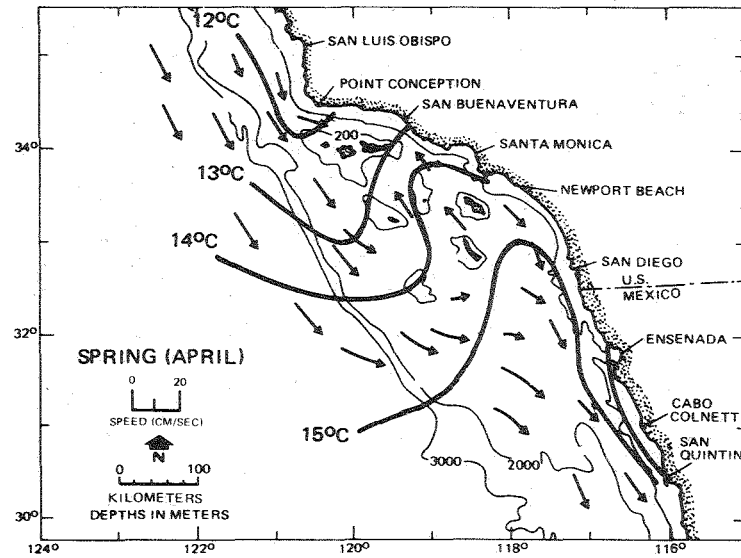 12°C
SAN LUIS OBISPO
POINT CONCEPTION
SAN BUENAVENTURA
200
SANTA MONICA
34°
13°C
NEWPORT BEACH
14°C
SAN DIEGO
U.S.
MEXICO
32°
ENSENADA
SPRING (APRIL)
0 20
SPEED (CM/SEC)
CABO
COLNETT
15°C
N
SAN
QUINTIN
3000
2000
0 100
KILOMETERS
DEPTHS IN METERS
30°
124° 122° 120° 118° 116°